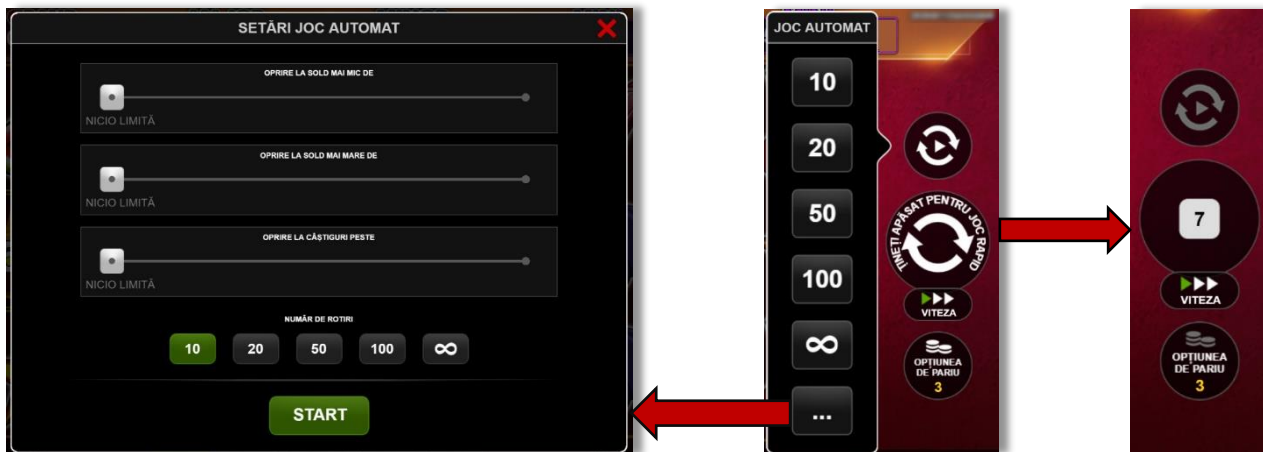 SETĂRI JOC AUTOMAT
OPRIRE LA SOLD MAI MIC DE
NICIO LIMITĂ
OPRIRE LA SOLD MAI MARE DE
NICIO LIMITĂ
OPRIRE LA CÂȘTIGURI PESTE
NICIO LIMITĂ
NUMĂR DE ROTIRI
10 20 50 100 ∞
START
JOC AUTOMAT
10
20
50
100
∞
...
ȚINEȚI APĂSAT PENTRU JOC RAPID
VITEZA
OPȚIUNEA
DE PARIU
3
7
VITEZA
OPȚIUNEA
DE PARIU
3